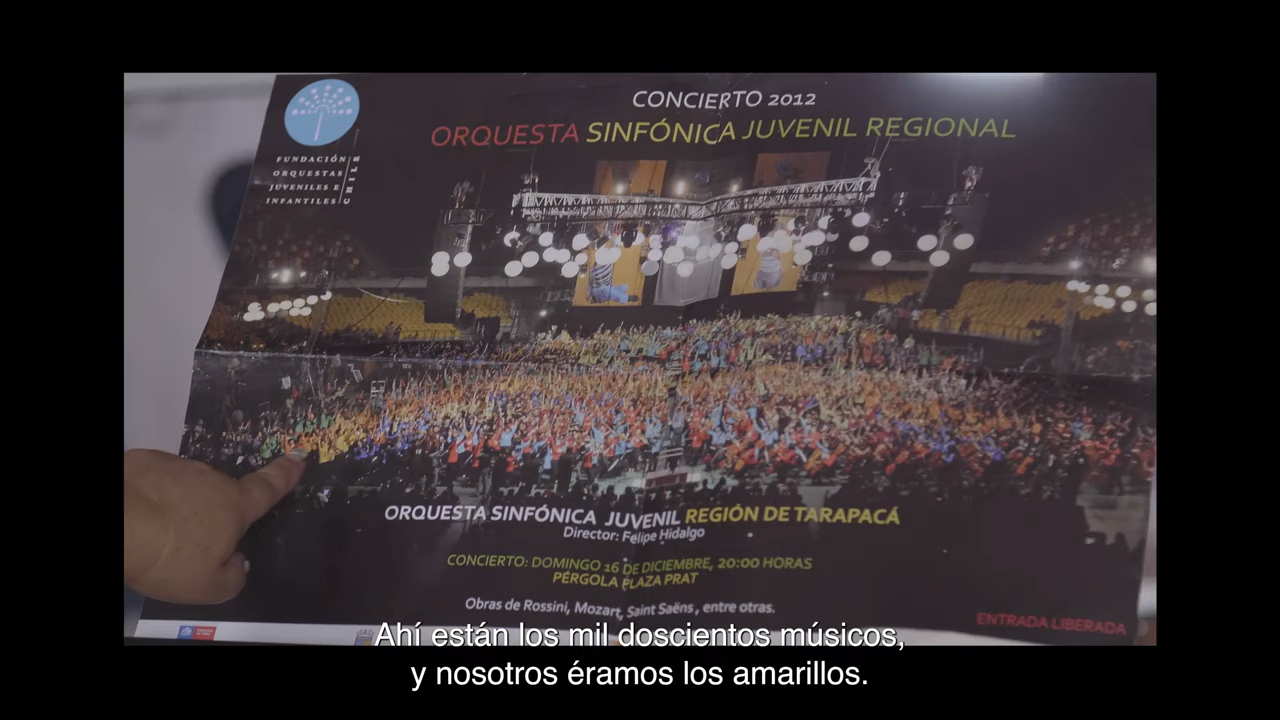 CONCIERTO 2012
ORQUESTA SINFÓNICA JUVENIL REGIONAL
FUNDACIÓN
ORQUESTAS
JUVENILES E
INFANTILES
CHILE
ORQUESTA SINFÓNICA JUVENIL REGIÓN DE TARAPACÁ
Director: Felipe Hidalgo
CONCIERTO: DOMINGO 16 DE DICIEMBRE, 20:00 HORAS
PÉRGOLA PLAZA PRAT
Obras de Rossini, Mozart, Saint Saëns, entre otras.
ENTRADA LIBERADA
Ahí están los mil doscientos músicos,
y nosotros éramos los amarillos.